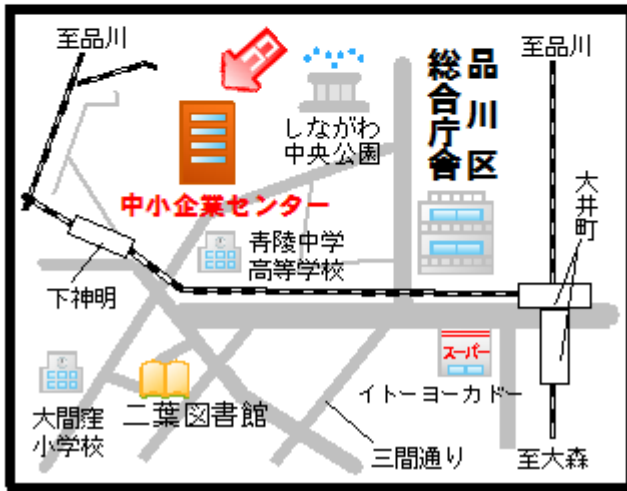 至品川
至品川
品川区
総合庁舎
しながわ
中央公園
中小企業センター
大井町
青陵中学
高等学校
下神明
スーパー
イトーヨーカドー
大間窪
小学校
二葉図書館
三間通り
至大森